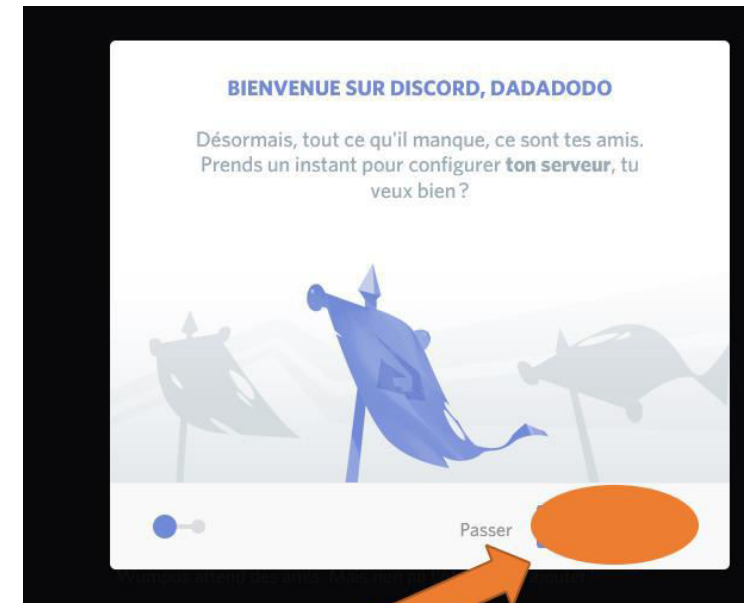 BIENVENUE SUR DISCORD, DADADODO
Désormais, tout ce qu'il manque, ce sont tes amis.
Prends un instant pour configurer ton serveur, tu
veux bien ?
Passer